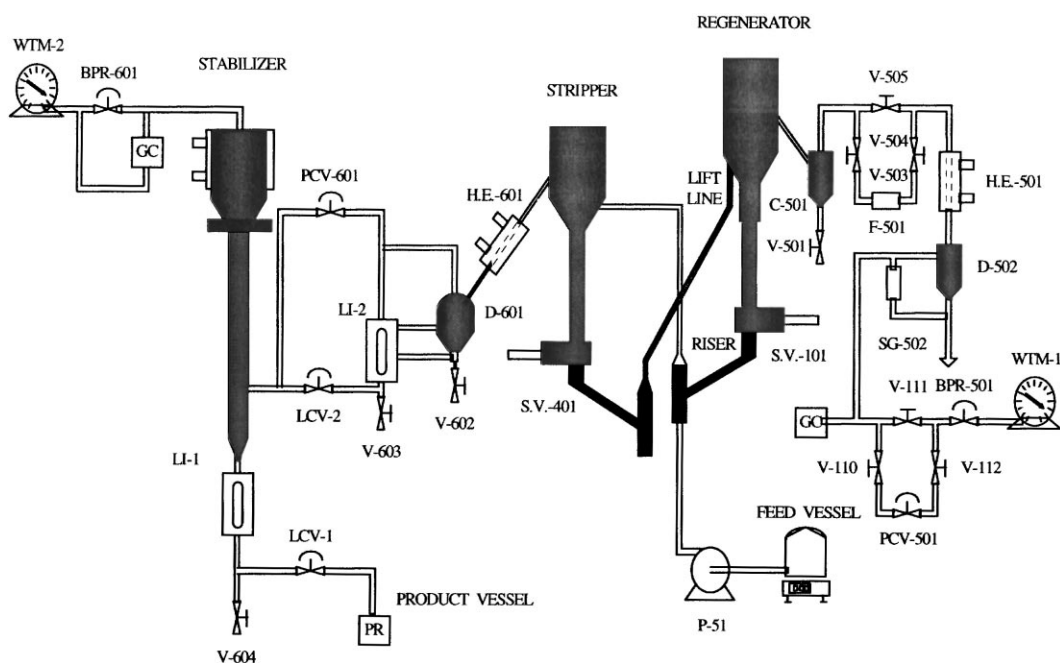 REGENERATOR
WTM-2
BPR-601
STABILIZER
STRIPPER
V-505
GC
PCV-601
H.E.-601
LIFT
LINE
C-501
V-504
V-503
F-501
H.E.-501
V-501
LI-2
D-601
D-502
SG-502
RISER
S.V.-101
WTM-1
S.V.-401
V-111
BPR-501
LCV-2
V-602
V-603
GC
LI-1
V-110
V-112
LCV-1
FEED VESSEL
PCV-501
PRODUCT VESSEL
PR
P-51
V-604